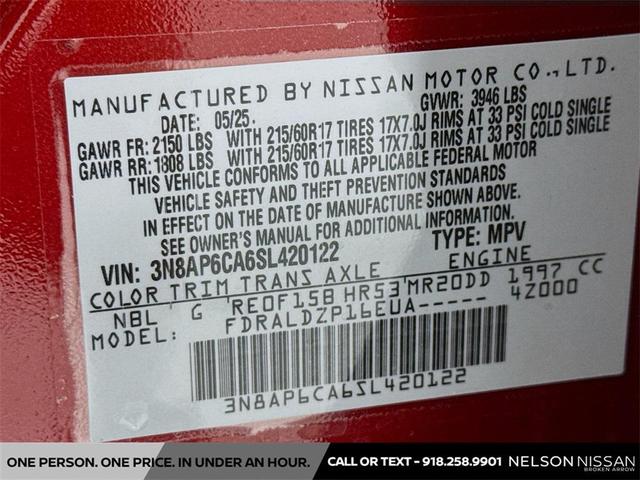 MANUFACTURED BY NISSAN MOTOR CO., LTD.
DATE: 05/25. GVWR: 3946 LBS
GAWR FR: 2150 LBS WITH 215/60R17 TIRES 17X7.0J RIMS AT 33 PSI COLD SINGLE
GAWR RR: 1808 LBS WITH 215/60R17 TIRES 17X7.0J RIMS AT 33 PSI COLD SINGLE
THIS VEHICLE CONFORMS TO ALL APPLICABLE FEDERAL MOTOR
VEHICLE SAFETY AND THEFT PREVENTION STANDARDS
IN EFFECT ON THE DATE OF MANUFACTURE SHOWN ABOVE.
SEE OWNER'S MANUAL FOR ADDITIONAL INFORMATION.
VIN: 3N8AP6CA6SL420122 TYPE: MPV
COLOR TRIM TRANS AXLE ENGINE
NBL G RE0F15B HR53 MR20DD 1997 CC
MODEL: FDRALDZP16EUA----- 4Z000
3N8AP6CA6SL420122
ONE PERSON. ONE PRICE. IN UNDER AN HOUR. CALL OR TEXT - 918.258.9901 NELSON NISSAN
BROKEN ARROW